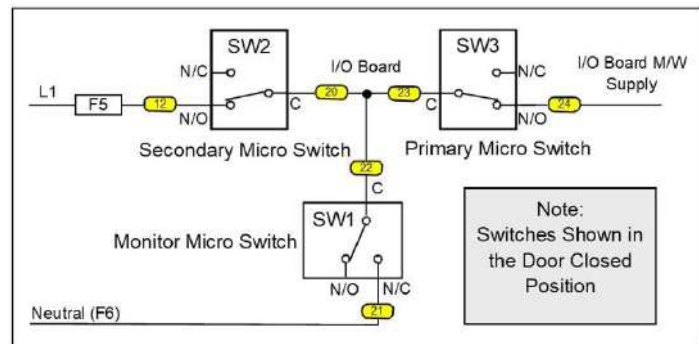 SW2
SW3
I/O Board
I/O Board M/W
Supply
N/C
N/C
L1
F5
12
C
20
23
C
24
N/O
N/O
Secondary Micro Switch
Primary Micro Switch
22
C
SW1
Monitor Micro Switch
N/O
N/C
Neutral (F6)
21
Note:
Switches Shown in
the Door Closed
Position